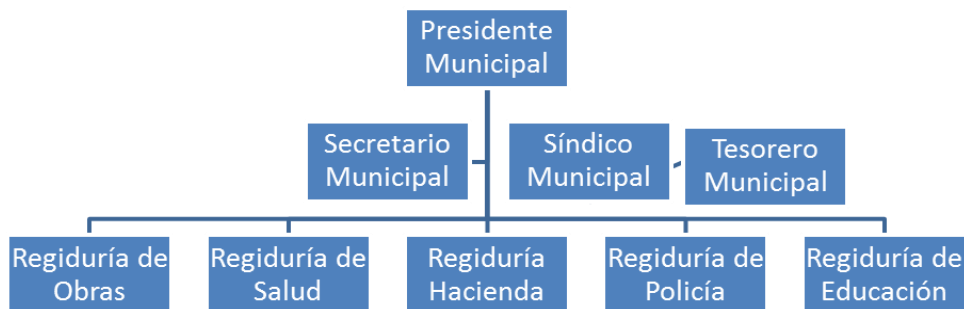 Presidente
Municipal
Secretario
Municipal
Síndico
Municipal
Tesorero
Municipal
Regiduría de
Obras
Regiduría de
Salud
Regiduría
Hacienda
Regiduría de
Policía
Regiduría de
Educación